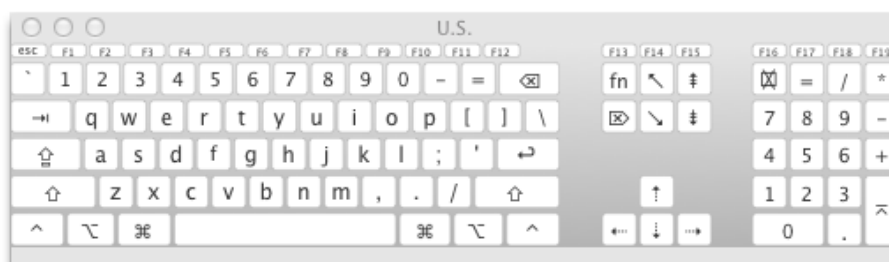 U.S.
esc F1 F2 F3 F4 F5 F6 F7 F8 F9 F10 F11 F12 F13 F14 F15 F16 F17 F18 F19
` 1 2 3 4 5 6 7 8 9 0 - = ⌫ fn ↖ ⇞ ⌧ = / *
⇥ q w e r t y u i o p [ ] \ ⌦ ↘ ⇟ 7 8 9 -
⇪ a s d f g h j k l ; ' ↩ 4 5 6 +
⇧ z x c v b n m , . / ⇧ ⇡ 1 2 3 ⌅
^ ⌥ ⌘ ⌘ ⌥ ^ ⇠ ⇣ ⇢ 0 .